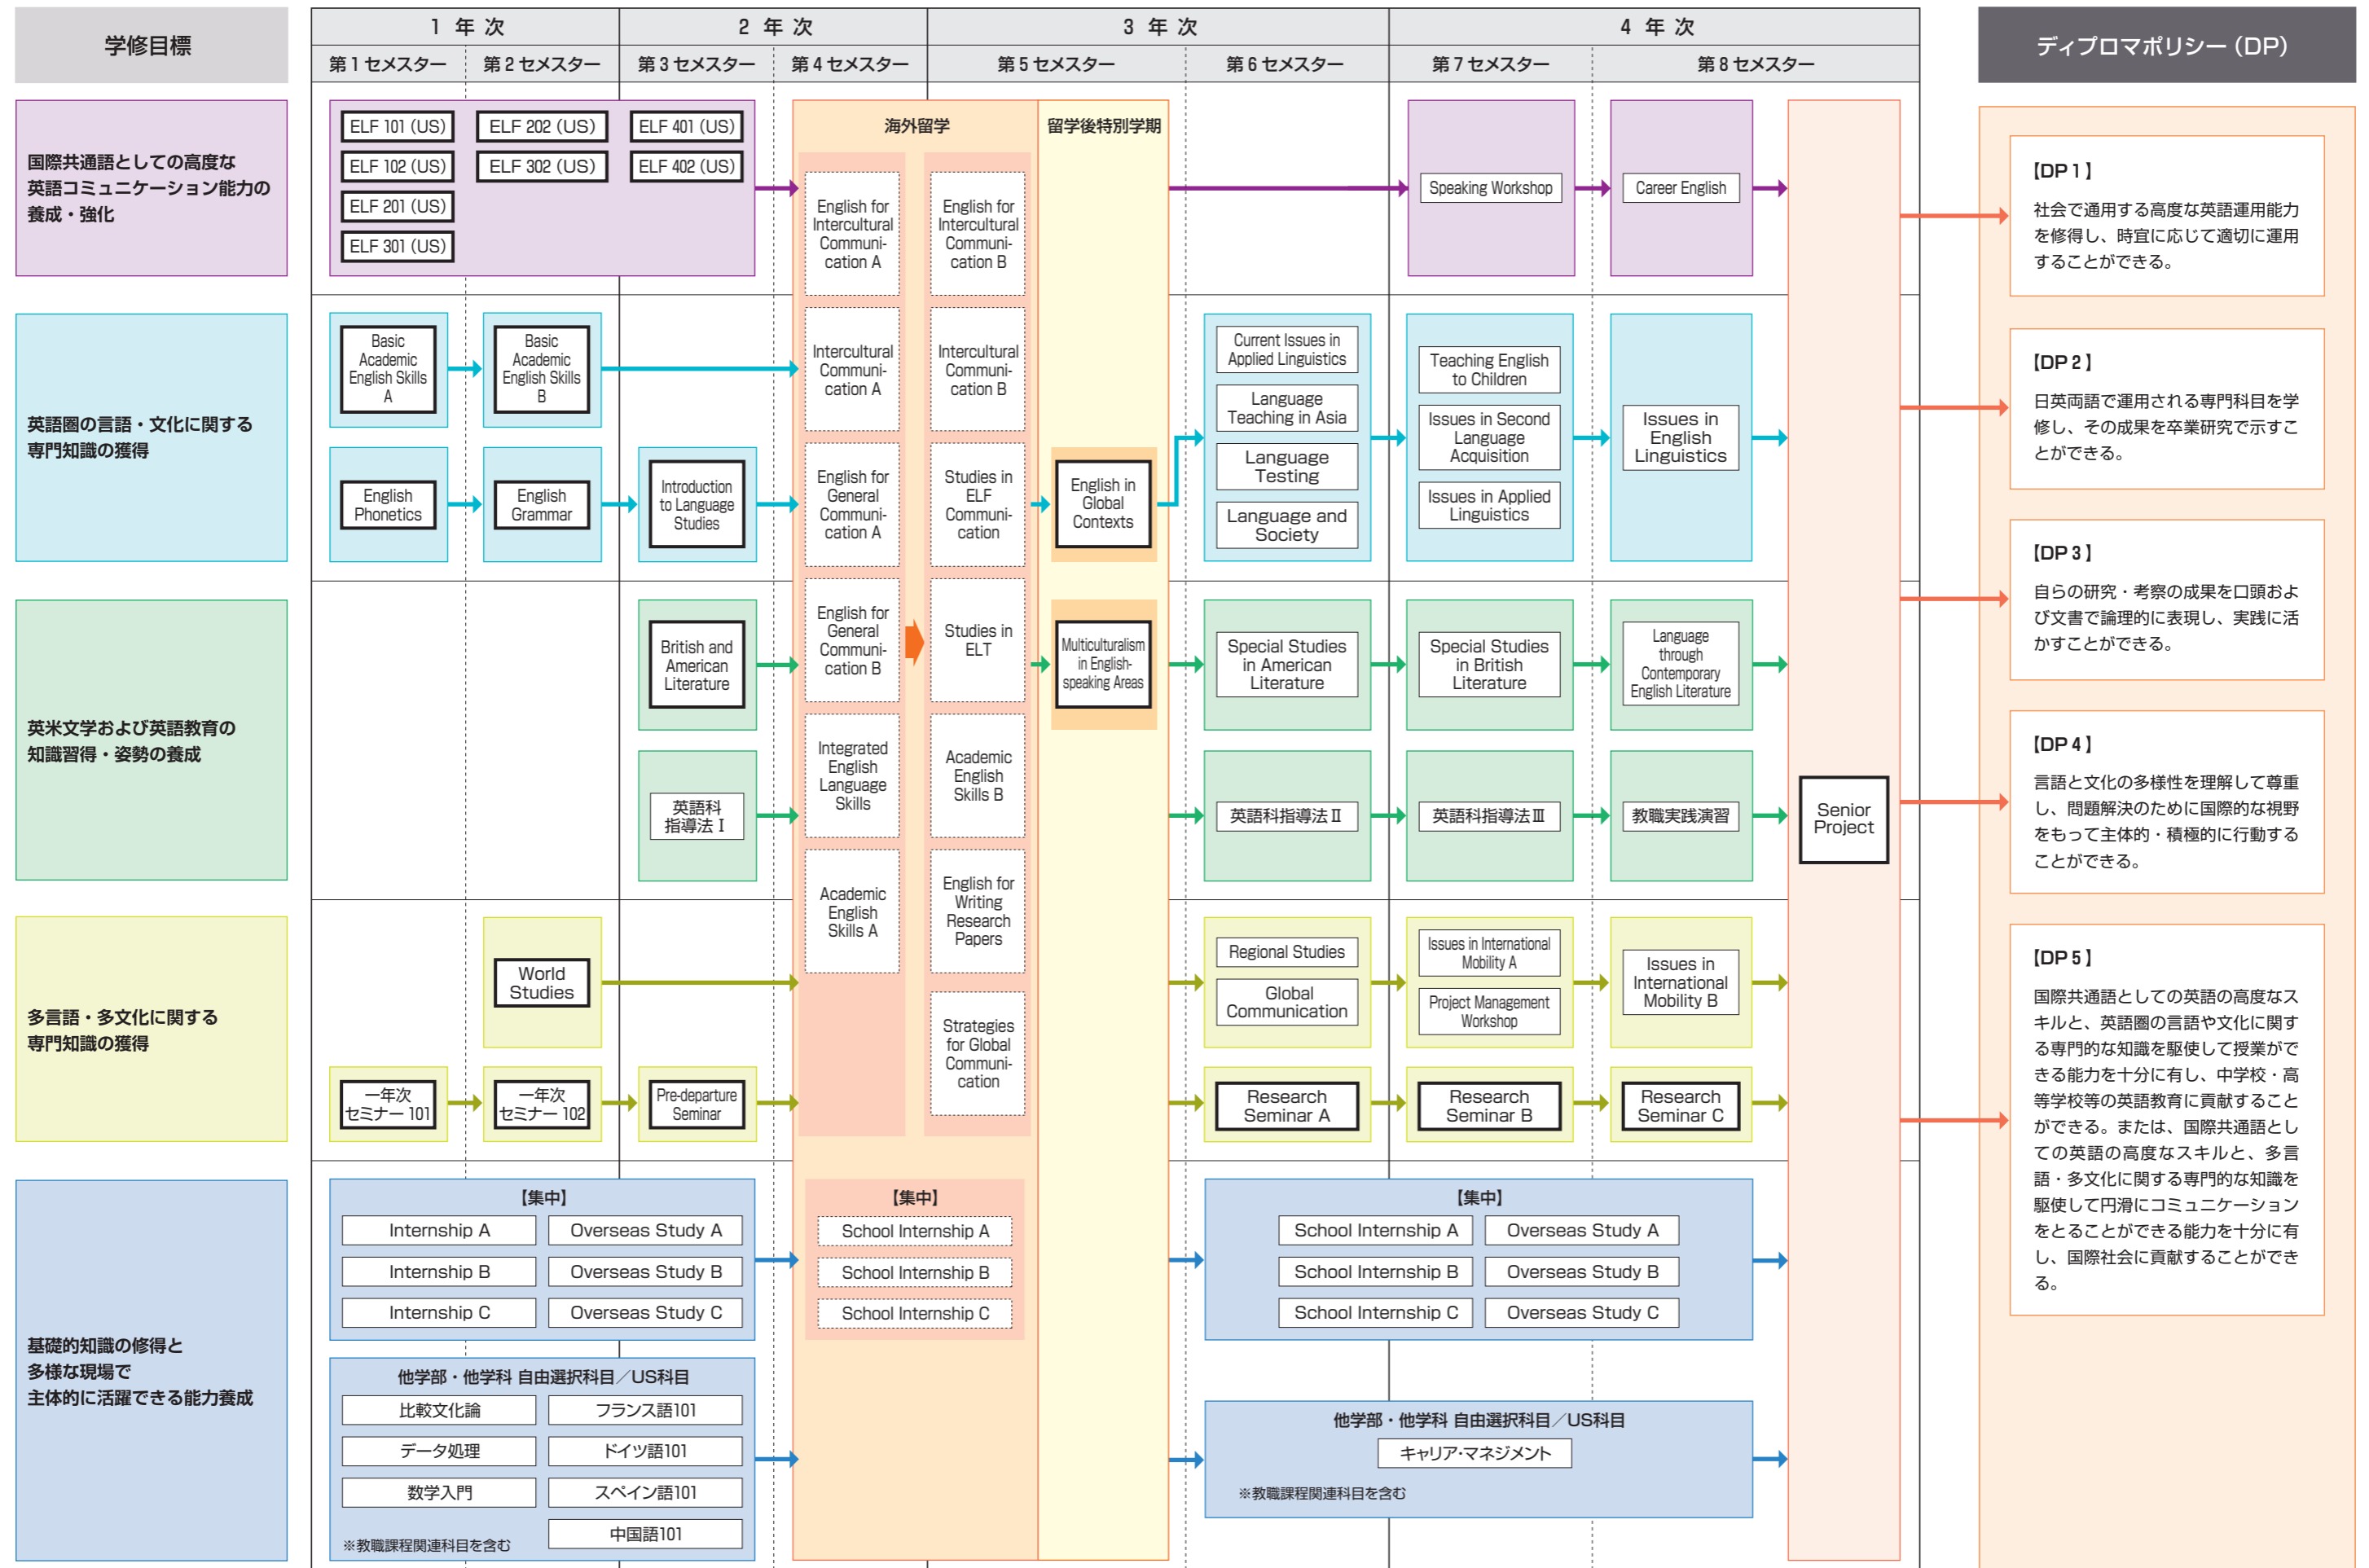 学修目標
1 年 次
2 年 次
3 年 次
4 年 次
ディプロマポリシー（DP）
第1セメスター
第2セメスター
第3セメスター
第4セメスター
第5セメスター
第6セメスター
第7セメスター
第8セメスター
国際共通語としての高度な
英語コミュニケーション能力の
養成・強化
ELF 101（US）
ELF 102（US）
ELF 201（US）
ELF 301（US）
ELF 202（US）
ELF 302（US）
ELF 401（US）
ELF 402（US）
海外留学
留学後特別学期
English for
Intercultural
Communi-
cation A
English for
Intercultural
Communi-
cation B
Speaking Workshop
Career English
英語圏の言語・文化に関する
専門知識の獲得
Basic
Academic
English Skills
A
Basic
Academic
English Skills
B
English
Phonetics
English
Grammar
Introduction
to Language
Studies
Intercultural
Communi-
cation A
Intercultural
Communi-
cation B
English for
General
Communi-
cation A
Studies in
ELF
Communi-
cation
English in
Global
Contexts
Current Issues in
Applied Linguistics
Language
Teaching in Asia
Language
Testing
Language and
Society
Teaching English
to Children
Issues in Second
Language
Acquisition
Issues in Applied
Linguistics
Issues in
English
Linguistics
英米文学および英語教育の
知識習得・姿勢の養成
British and
American
Literature
英語科
指導法 Ⅰ
English for
General
Communi-
cation B
Studies in
ELT
Multiculturalism
in English-
speaking Areas
Integrated
English
Language
Skills
Academic
English
Skills B
Special Studies
in American
Literature
Special Studies
in British
Literature
Language
through
Contemporary
English Literature
英語科指導法Ⅱ
英語科指導法Ⅲ
教職実践演習
Senior
Project
多言語・多文化に関する
専門知識の獲得
World
Studies
一年次
セミナー 101
一年次
セミナー 102
Pre-departure
Seminar
Academic
English
Skills A
English for
Writing
Research
Papers
Strategies
for Global
Communi-
cation
Regional Studies
Global
Communication
Issues in International
Mobility A
Project Management
Workshop
Issues in
International
Mobility B
Research
Seminar A
Research
Seminar B
Research
Seminar C
基礎的知識の修得と
多様な現場で
主体的に活躍できる能力養成
【集中】
Internship A
Overseas Study A
Internship B
Overseas Study B
Internship C
Overseas Study C
【集中】
School Internship A
School Internship B
School Internship C
【集中】
School Internship A
Overseas Study A
School Internship B
Overseas Study B
School Internship C
Overseas Study C
他学部・他学科 自由選択科目／US科目
比較文化論
フランス語101
データ処理
ドイツ語101
数学入門
スペイン語101
中国語101
※教職課程関連科目を含む
他学部・他学科 自由選択科目／US科目
キャリア・マネジメント
※教職課程関連科目を含む
【DP 1】
社会で通用する高度な英語運用能力
を修得し、時宜に応じて適切に運用
することができる。
【DP 2】
日英両語で運用される専門科目を学
修し、その成果を卒業研究で示すこ
とができる。
【DP 3】
自らの研究・考察の成果を口頭およ
び文書で論理的に表現し、実践に活
かすことができる。
【DP 4】
言語と文化の多様性を理解して尊重
し、問題解決のために国際的な視野
をもって主体的・積極的に行動する
ことができる。
【DP 5】
国際共通語としての英語の高度なス
キルと、英語圏の言語や文化に関す
る専門的な知識を駆使して授業がで
きる能力を十分に有し、中学校・高
等学校等の英語教育に貢献すること
ができる。または、国際共通語とし
ての英語の高度なスキルと、多言
語・多文化に関する専門的な知識を
駆使して円滑にコミュニケーション
をとることができる能力を十分に有
し、国際社会に貢献することができ
る。